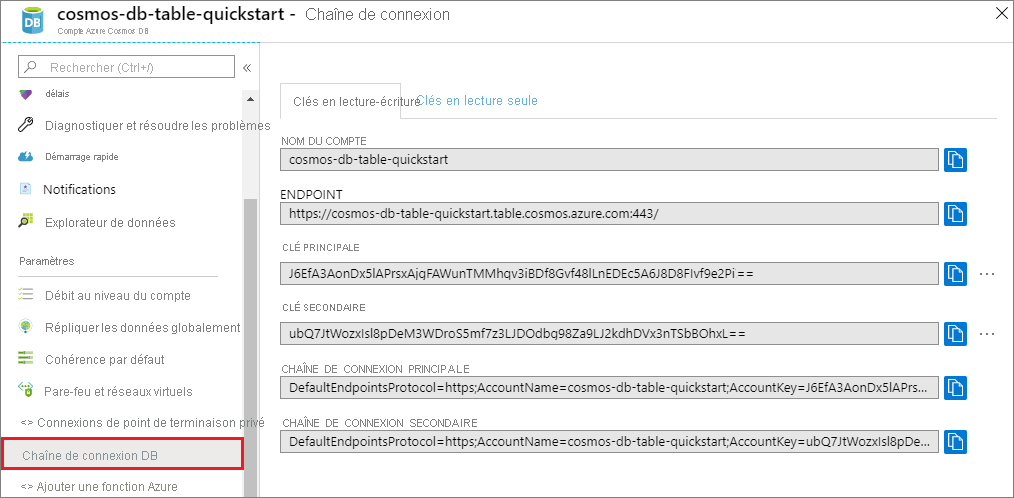 cosmos-db-table-quickstart - Chaîne de connexion
Compte Azure Cosmos DB
Rechercher (Ctrl+/)
délais
Diagnostiquer et résoudre les problèmes
Démarrage rapide
Notifications
Explorateur de données
Paramètres
Débit au niveau du compte
Répliquer les données globalement
Cohérence par défaut
Pare-feu et réseaux virtuels
<> Connexions de point de terminaison privé
Chaîne de connexion DB
<> Ajouter une fonction Azure
Clés en lecture-écriture
Clés en lecture seule
NOM DU COMPTE
cosmos-db-table-quickstart
ENDPOINT
https://cosmos-db-table-quickstart.table.cosmos.azure.com:443/
CLÉ PRINCIPALE
J6EfA3AonDx5lAPrsxAjqFAWunTMMhqv3iBDf8Gvf48lLnEDEc5A6J8D8FIvf9e2Pi==
CLÉ SECONDAIRE
ubQ7JtWozxIsl8pDeM3WDroS5mf7z3LJDOdbq98Za9LJ2kdhDVx3nTSbBOhxL==
CHAÎNE DE CONNEXION PRINCIPALE
DefaultEndpointsProtocol=https;AccountName=cosmos-db-table-quickstart;AccountKey=J6EfA3AonDx5lAPrs...
CHAÎNE DE CONNEXION SECONDAIRE
DefaultEndpointsProtocol=https;AccountName=cosmos-db-table-quickstart;AccountKey=ubQ7JtWozxIsl8pDe...